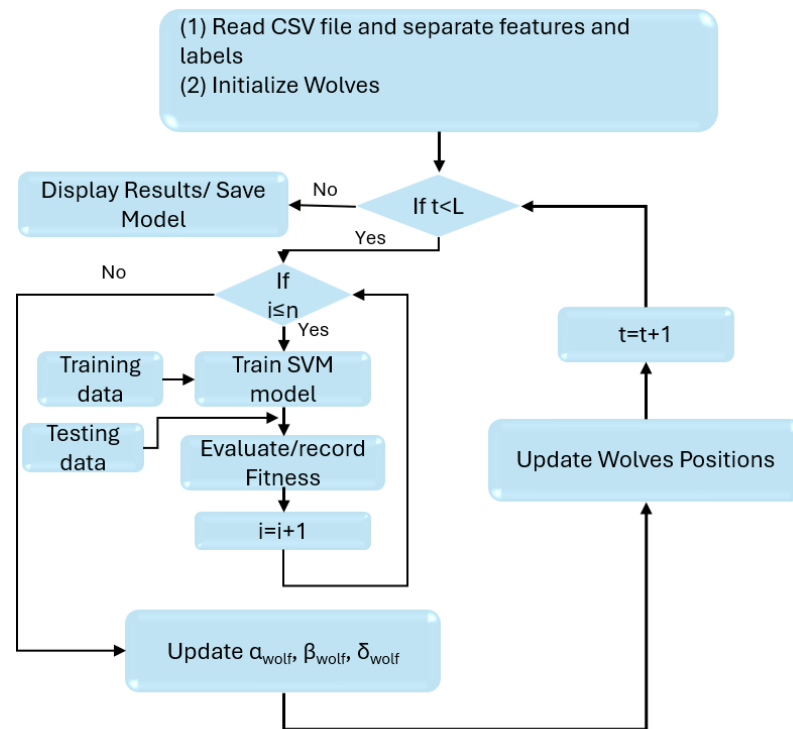 (1) Read CSV file and separate features and
labels
(2) Initialize Wolves
Display Results/ Save
Model
No
If t<L
Yes
No
If
i≤n
Yes
t=t+1
Training
data
Train SVM
model
Testing
data
Evaluate/record
Fitness
Update Wolves Positions
i=i+1
Update αwolf, βwolf, δwolf